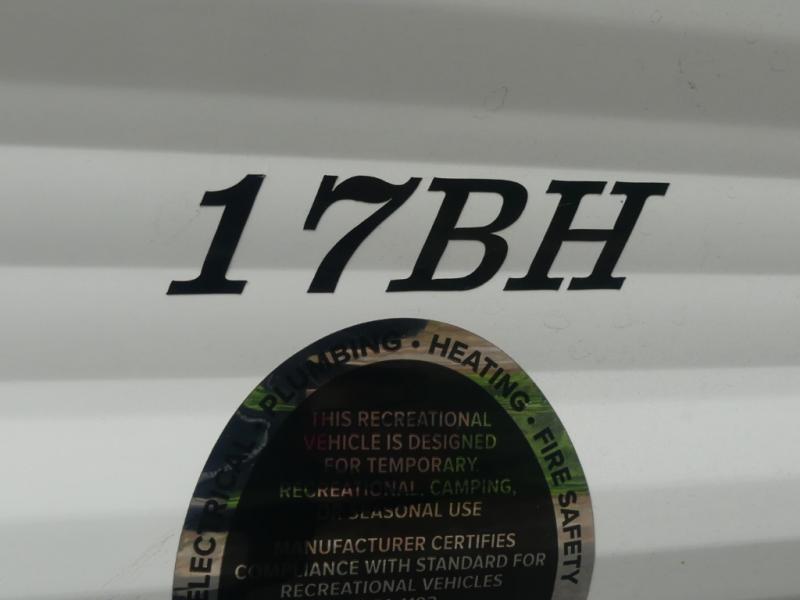 17BH
ELECTRICAL • PLUMBING • HEATING • FIRE SAFETY
THIS RECREATIONAL
VEHICLE IS DESIGNED
FOR TEMPORARY
RECREATIONAL, CAMPING,
OR SEASONAL USE
MANUFACTURER CERTIFIES
COMPLIANCE WITH STANDARD FOR
RECREATIONAL VEHICLES